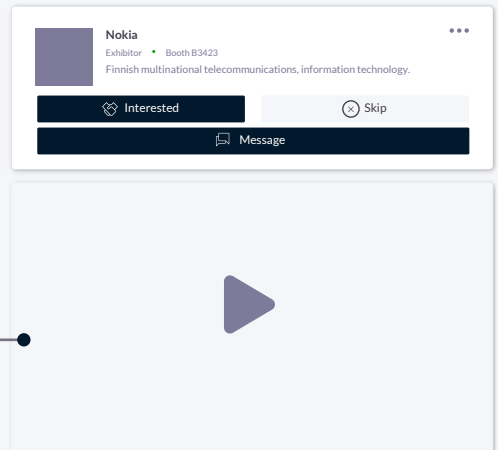 Nokia
Exhibitor • Booth B3423
Finnish multinational telecommunications, information technology.
Interested
Skip
Message